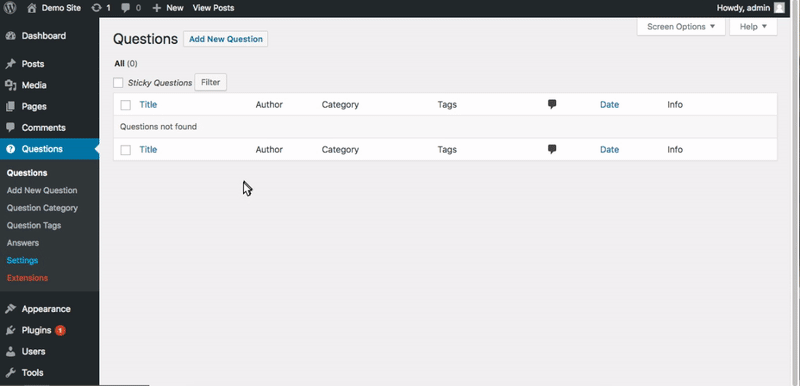 Demo Site 1 0 + New View Posts Howdy, admin
Dashboard
Posts
Media
Pages
Comments
Questions
Questions
Add New Question
Question Category
Question Tags
Answers
Settings
Extensions
Appearance
Plugins 1
Users
Tools
Screen Options Help
Questions Add New Question
All (0)
Sticky Questions Filter
Title Author Category Tags Date Info
Questions not found
Title Author Category Tags Date Info